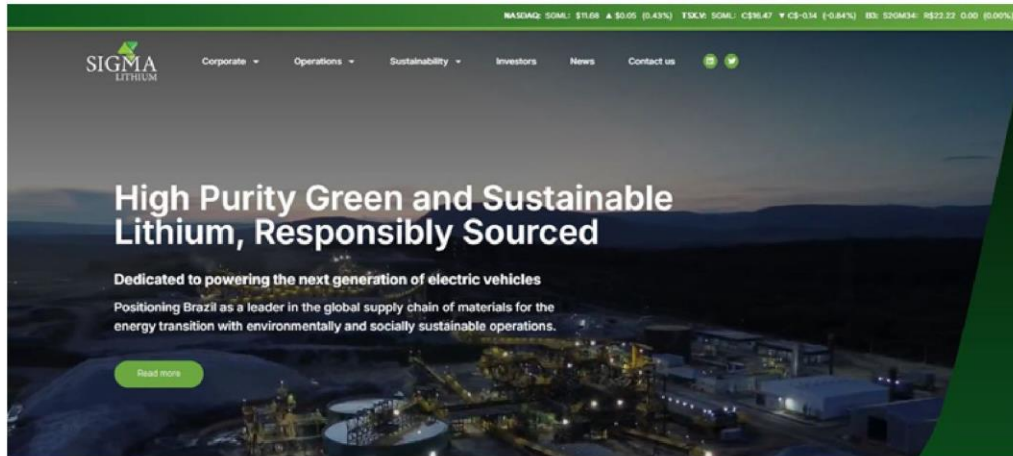 NASDAQ: SGML: $11.68 ▲ $0.05 (0.43%) TSX.V: SGML: C$16.47 ▼ C$-0.14 (-0.84%) B3: S2GM34: R$22.22 0.00 (0.00%)
SIGMA
LITHIUM
Corporate Operations Sustainability Investors News Contact us
High Purity Green and Sustainable
Lithium, Responsibly Sourced
Dedicated to powering the next generation of electric vehicles
Positioning Brazil as a leader in the global supply chain of materials for the
energy transition with environmentally and socially sustainable operations.
Read more